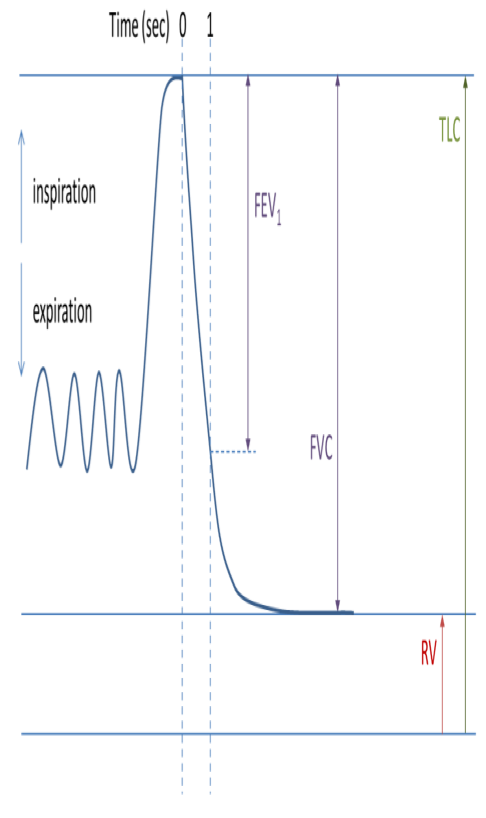 Time (sec) 0 1
TLC
inspiration
FEV1
expiration
FVC
RV